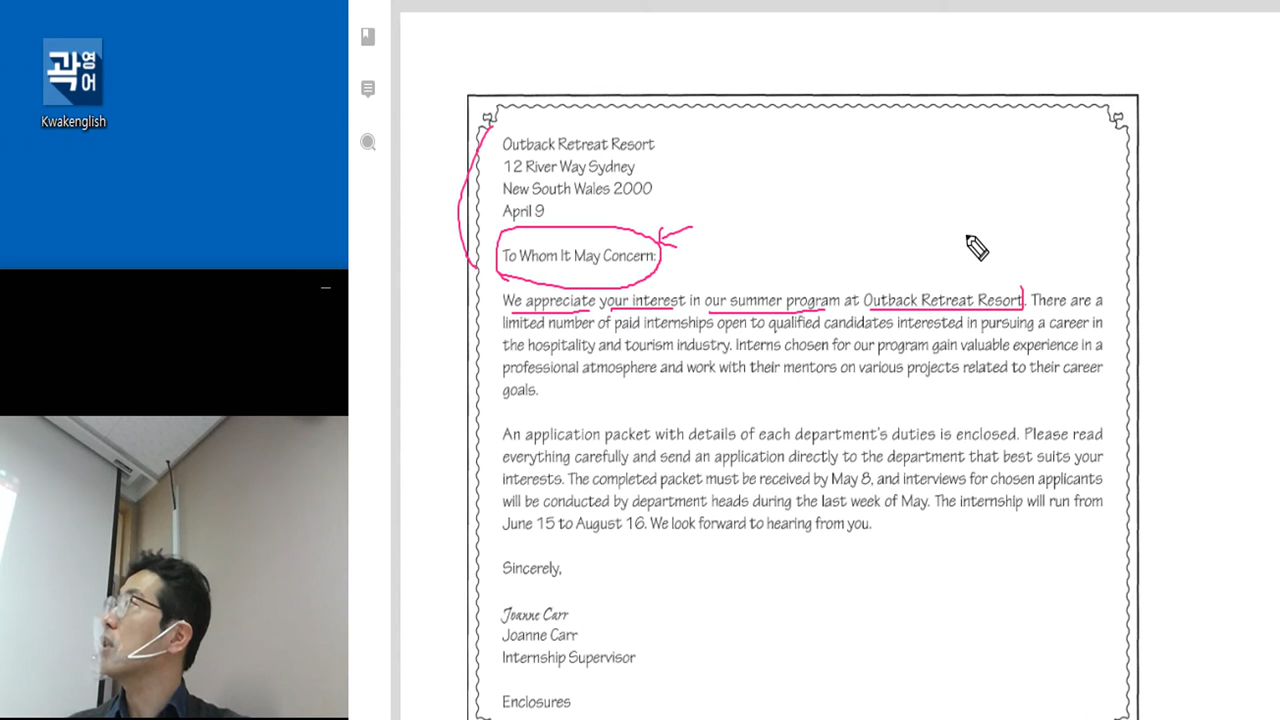 곽영어
Kwakenglish
Outback Retreat Resort
12 River Way Sydney
New South Wales 2000
April 9
To Whom It May Concern:
We appreciate your interest in our summer program at Outback Retreat Resort. There are a
limited number of paid internships open to qualified candidates interested in pursuing a career in
the hospitality and tourism industry. Interns chosen for our program gain valuable experience in a
professional atmosphere and work with their mentors on various projects related to their career
goals.
An application packet with details of each department's duties is enclosed. Please read
everything carefully and send an application directly to the department that best suits your
interests. The completed packet must be received by May 8, and interviews for chosen applicants
will be conducted by department heads during the last week of May. The internship will run from
June 15 to August 16. We look forward to hearing from you.
Sincerely,
Joanne Carr
Joanne Carr
Internship Supervisor
Enclosures